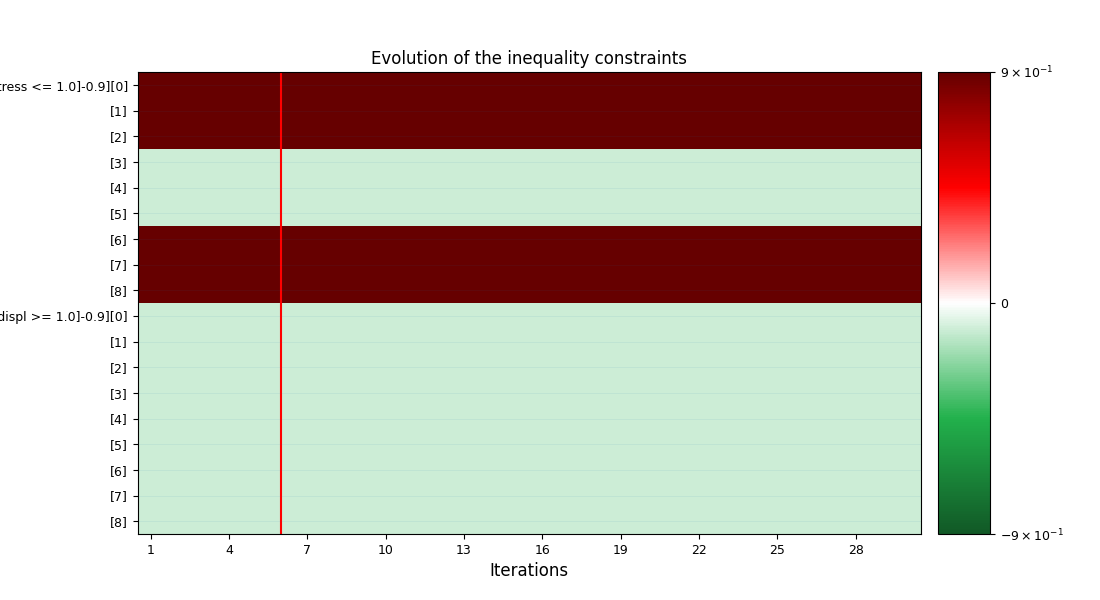 Evolution of the inequality constraints
tress <= 1.0]-0.9][0]
[1]
[2]
[3]
[4]
[5]
[6]
[7]
[8]
displ >= 1.0]-0.9][0]
[1]
[2]
[3]
[4]
[5]
[6]
[7]
[8]
1 4 7 10 13 16 19 22 25 28
Iterations
9 × 10⁻¹
0
−9 × 10⁻¹